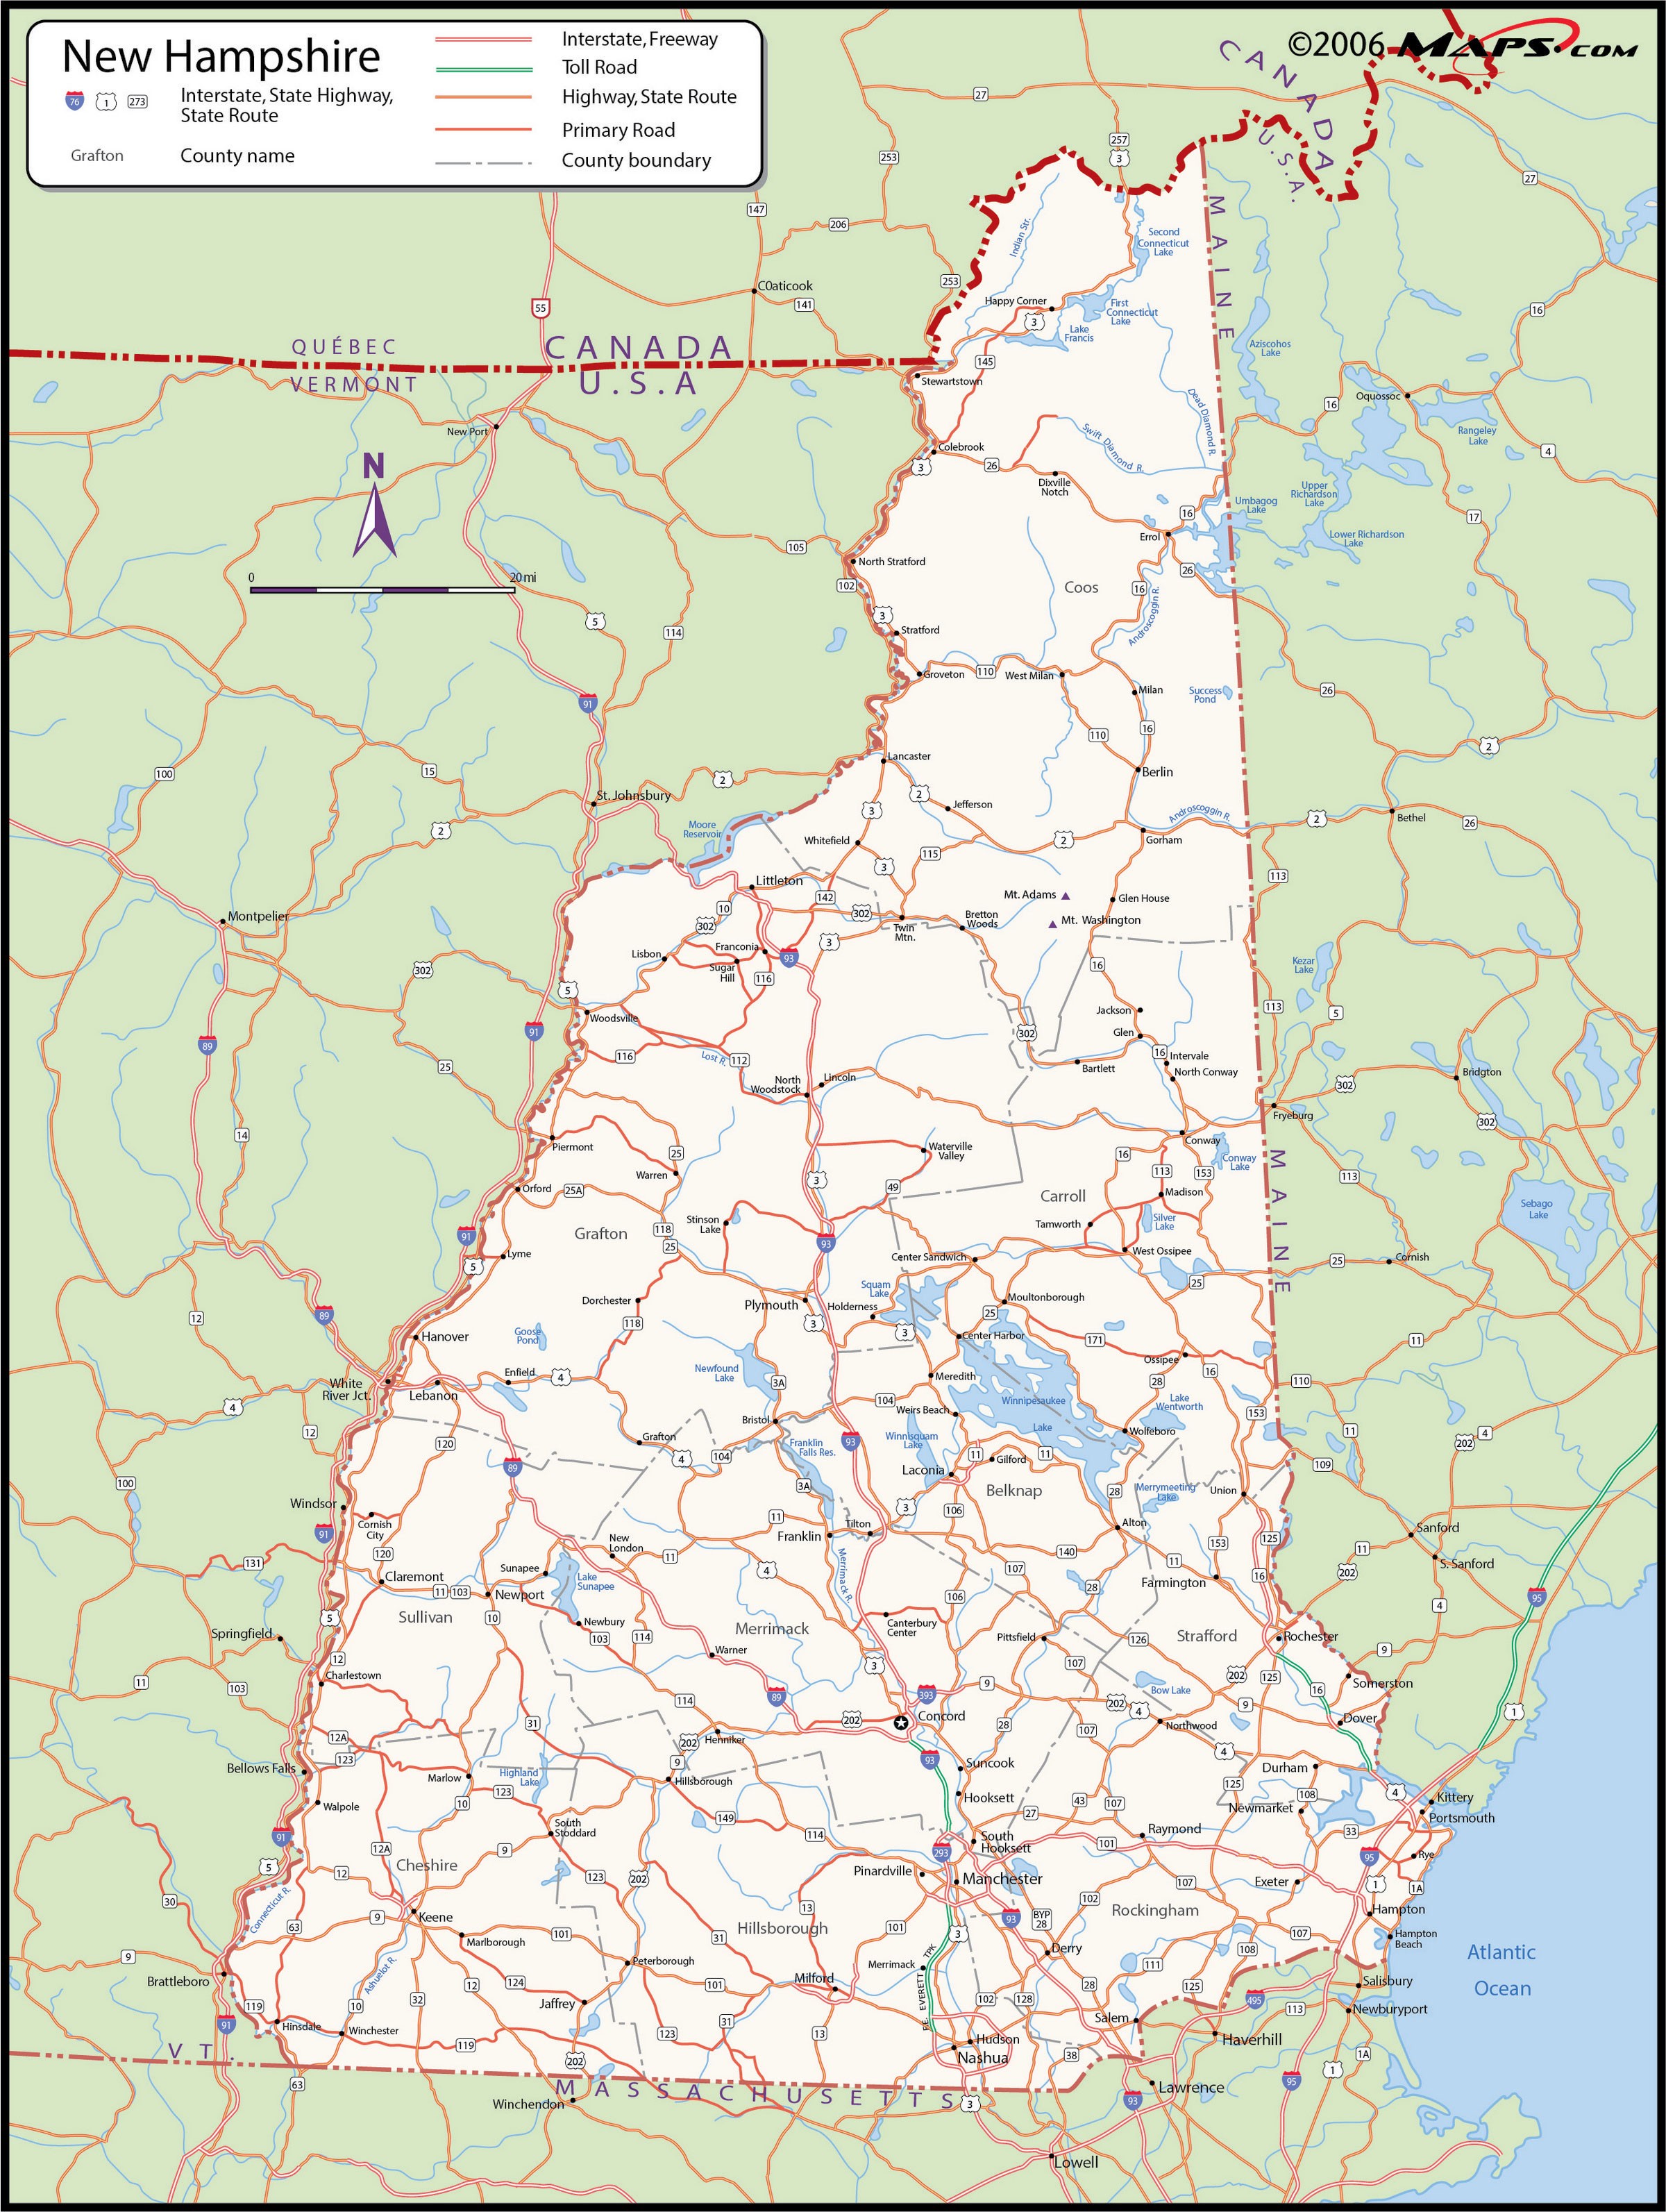 New Hampshire
76 1 273
Interstate, State Highway,
State Route
Grafton
County name
Interstate, Freeway
Toll Road
Highway, State Route
Primary Road
County boundary
©2006 MAPS.COM
CANADA
U.S.A.
MAINE
27
257
3
253
27
147
206
Indian Str.
Second
Connecticut
Lake
253
C0aticook
141
55
Happy Corner
First
Connecticut
Lake
3
Lake
Francis
16
QUÉBEC
CANADA
VERMONT
U.S.A
145
Stewartstown
Aziscohos
Lake
16
Oquossoc
Rangeley
Lake
New Port
Dead Diamond R.
Swift Diamond R.
Colebrook
3
26
4
N
Dixville
Notch
Umbagog
Lake
Upper
Richardson
Lake
16
17
Errol
Lower Richardson
Lake
105
North Stratford
0
20 mi
102
26
Coos
16
Androscoggin R.
3
5
114
Stratford
Groveton
110
West Milan
Milan
Success
Pond
26
91
110
16
2
Lancaster
100
15
2
Berlin
St. Johnsbury
2
3
Jefferson
Androscoggin R.
2
Bethel
26
Moore
Reservoir
2
Whitefield
115
2
Gorham
3
113
Littleton
142
Mt. Adams
Glen House
10
302
302
Montpelier
Twin
Mtn.
Bretton
Woods
Mt. Washington
Lisbon
Franconia
3
93
Sugar
Hill
116
302
16
Kezar
Lake
5
Woodsville
Jackson
113
5
91
89
302
Glen
16
Intervale
North Conway
116
Lost R.
112
25
Bartlett
North
Woodstock
Lincoln
302
Bridgton
Fryeburg
302
14
Piermont
Conway
Waterville
Valley
25
16
Conway
Lake
MAINE
Warren
3
113
153
113
Orford
25A
49
Carroll
Madison
Sebago
Lake
Stinson
Lake
Tamworth
Silver
Lake
Grafton
118
25
91
93
Lyme
Center Sandwich
West Ossipee
25
Cornish
5
25
Squam
Lake
Dorchester
Plymouth
Holderness
Moultonborough
89
12
118
3
25
3
Hanover
Goose
Pond
Center Harbor
171
11
Ossipee
Newfound
Lake
16
White
River Jct.
Lebanon
Enfield
4
3A
Meredith
28
110
4
104
Winnipesaukee
Lake
Lake
Wentworth
Weirs Beach
153
Bristol
12
120
Grafton
Franklin
Falls Res.
93
Winnisquam
Lake
Wolfeboro
11
202
4
4
104
11
Gilford
11
109
89
Laconia
100
3A
Belknap
28
Merrymeeting
Lake
Union
Windsor
3
106
Cornish
City
11
Tilton
Alton
Sanford
91
Franklin
153
125
New
London
11
S. Sanford
131
120
11
140
Sunapee
4
107
11
16
202
Claremont
Merrimack R.
Farmington
11
103
Newport
Lake
Sunapee
28
95
106
4
5
Sullivan
10
Newbury
Canterbury
Center
Springfield
103
114
Merrimack
Pittsfield
126
Strafford
Rochester
9
12
Warner
3
107
202
125
Charlestown
Somerston
11
103
89
393
9
Bow Lake
16
114
202
4
9
1
31
202
Concord
28
107
Northwood
Dover
12A
202
Henniker
93
4
123
9
Suncook
Bellows Falls
Highland
Lake
Durham
Marlow
Hillsborough
125
108
4
Kittery
Walpole
10
123
Hooksett
43
107
Newmarket
Portsmouth
149
27
South
Stoddard
114
Raymond
33
91
South
Hooksett
101
12A
9
293
95
Rye
5
12
Cheshire
Pinardville
123
202
Manchester
107
Exeter
1
1A
30
Connecticut R.
13
102
63
9
Keene
Hillsborough
101
93
BYP
28
Rockingham
Hampton
9
Marlborough
101
31
3
107
Hampton
Beach
Derry
108
Atlantic
Ocean
Brattleboro
Peterborough
Merrimack
TPK
111
Ashuelot R.
Milford
12
124
101
28
125
Salisbury
119
10
32
Jaffrey
EVERETT
102
128
495
113
Newburyport
F.E.
91
Hinsdale
Winchester
31
Salem
123
13
Haverhill
119
Hudson
Nashua
VT.
202
38
1A
63
1
MASSACHUSETTS
Winchendon
3
93
Lawrence
95
Lowell